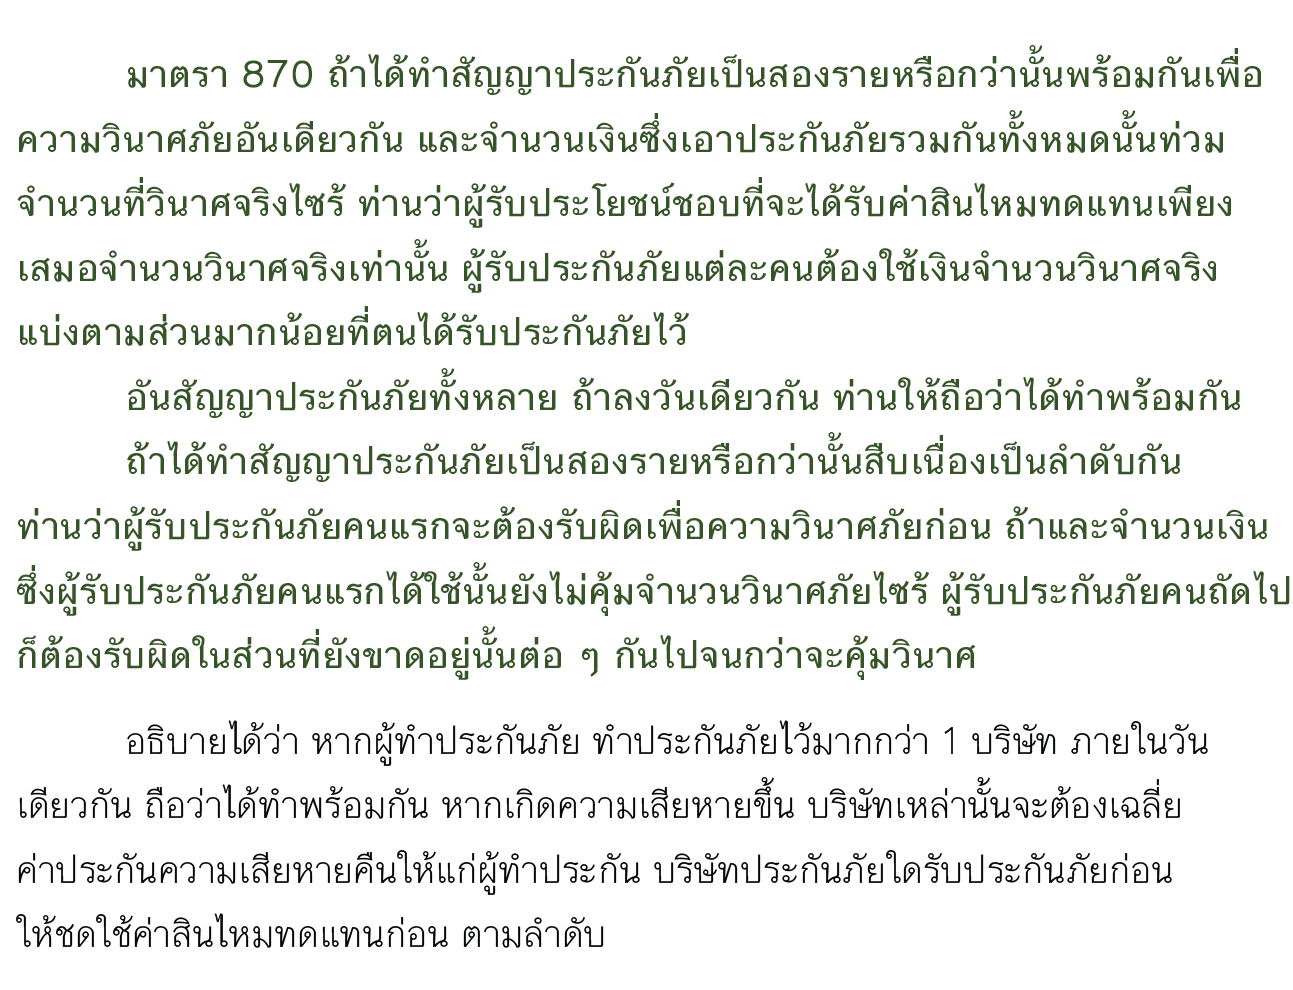 มาตรา 870 ถ้าได้ทำสัญญาประกันภัยเป็นสองรายหรือกว่านั้นพร้อมกันเพื่อ
ความวินาศภัยอันเดียวกัน และจำนวนเงินซึ่งเอาประกันภัยรวมกันทั้งหมดนั้นท่วม
จำนวนที่วินาศจริงไซร้ ท่านว่าผู้รับประโยชน์ชอบที่จะได้รับค่าสินไหมทดแทนเพียง
เสมอจำนวนวินาศจริงเท่านั้น ผู้รับประกันภัยแต่ละคนต้องใช้เงินจำนวนวินาศจริง
แบ่งตามส่วนมากน้อยที่ตนได้รับประกันภัยไว้
อันสัญญาประกันภัยทั้งหลาย ถ้าลงวันเดียวกัน ท่านให้ถือว่าได้ทำพร้อมกัน
ถ้าได้ทำสัญญาประกันภัยเป็นสองรายหรือกว่านั้นสืบเนื่องเป็นลำดับกัน
ท่านว่าผู้รับประกันภัยคนแรกจะต้องรับผิดเพื่อความวินาศภัยก่อน ถ้าและจำนวนเงิน
ซึ่งผู้รับประกันภัยคนแรกได้ใช้นั้นยังไม่คุ้มจำนวนวินาศภัยไซร้ ผู้รับประกันภัยคนถัดไป
ก็ต้องรับผิดในส่วนที่ยังขาดอยู่นั้นต่อ ๆ กันไปจนกว่าจะคุ้มวินาศ
อธิบายได้ว่า หากผู้ทำประกันภัย ทำประกันภัยไว้มากกว่า 1 บริษัท ภายในวัน
เดียวกัน ถือว่าได้ทำพร้อมกัน หากเกิดความเสียหายขึ้น บริษัทเหล่านั้นจะต้องเฉลี่ย
ค่าประกันความเสียหายคืนให้แก่ผู้ทำประกัน บริษัทประกันภัยใดรับประกันภัยก่อน
ให้ชดใช้ค่าสินไหมทดแทนก่อน ตามลำดับ